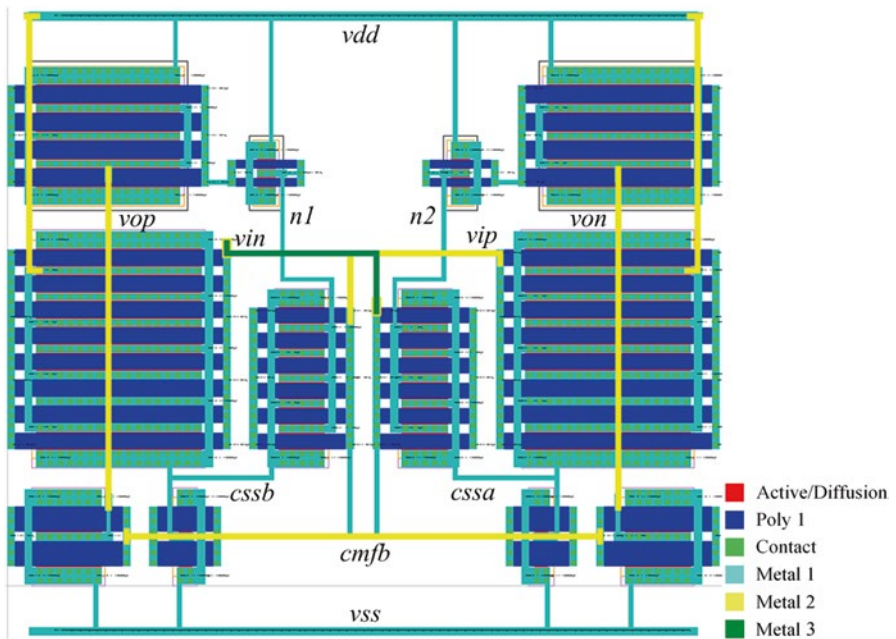 vdd
n1
n2
vop
von
vin
vip
cssb
cssa
cmfb
vss
Active/Diffusion
Poly 1
Contact
Metal 1
Metal 2
Metal 3